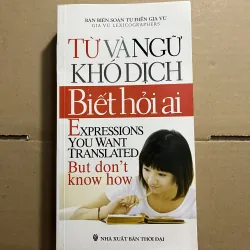 BAN BIÊN SOẠN TỪ ĐIỂN GIA VŨ
GIA VU LEXICOGRAPHERS
TỪ VÀ NGỮ
KHÓ DỊCH
Biết hỏi ai
EXPRESSIONS
YOU WANT
TRANSLATED
But don't
know how
NHÀ XUẤT BẢN THỜI ĐẠI